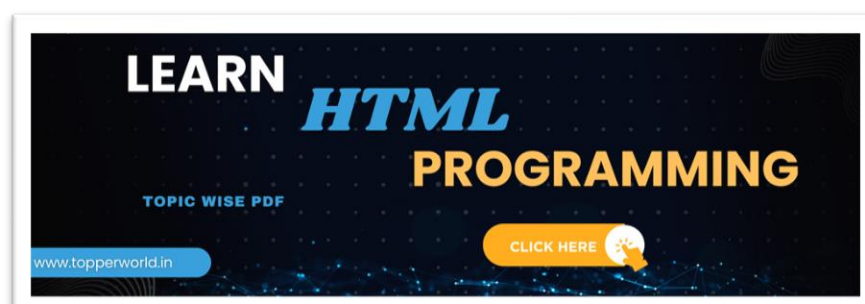 LEARN
HTML
PROGRAMMING
TOPIC WISE PDF
CLICK HERE
www.topperworld.in